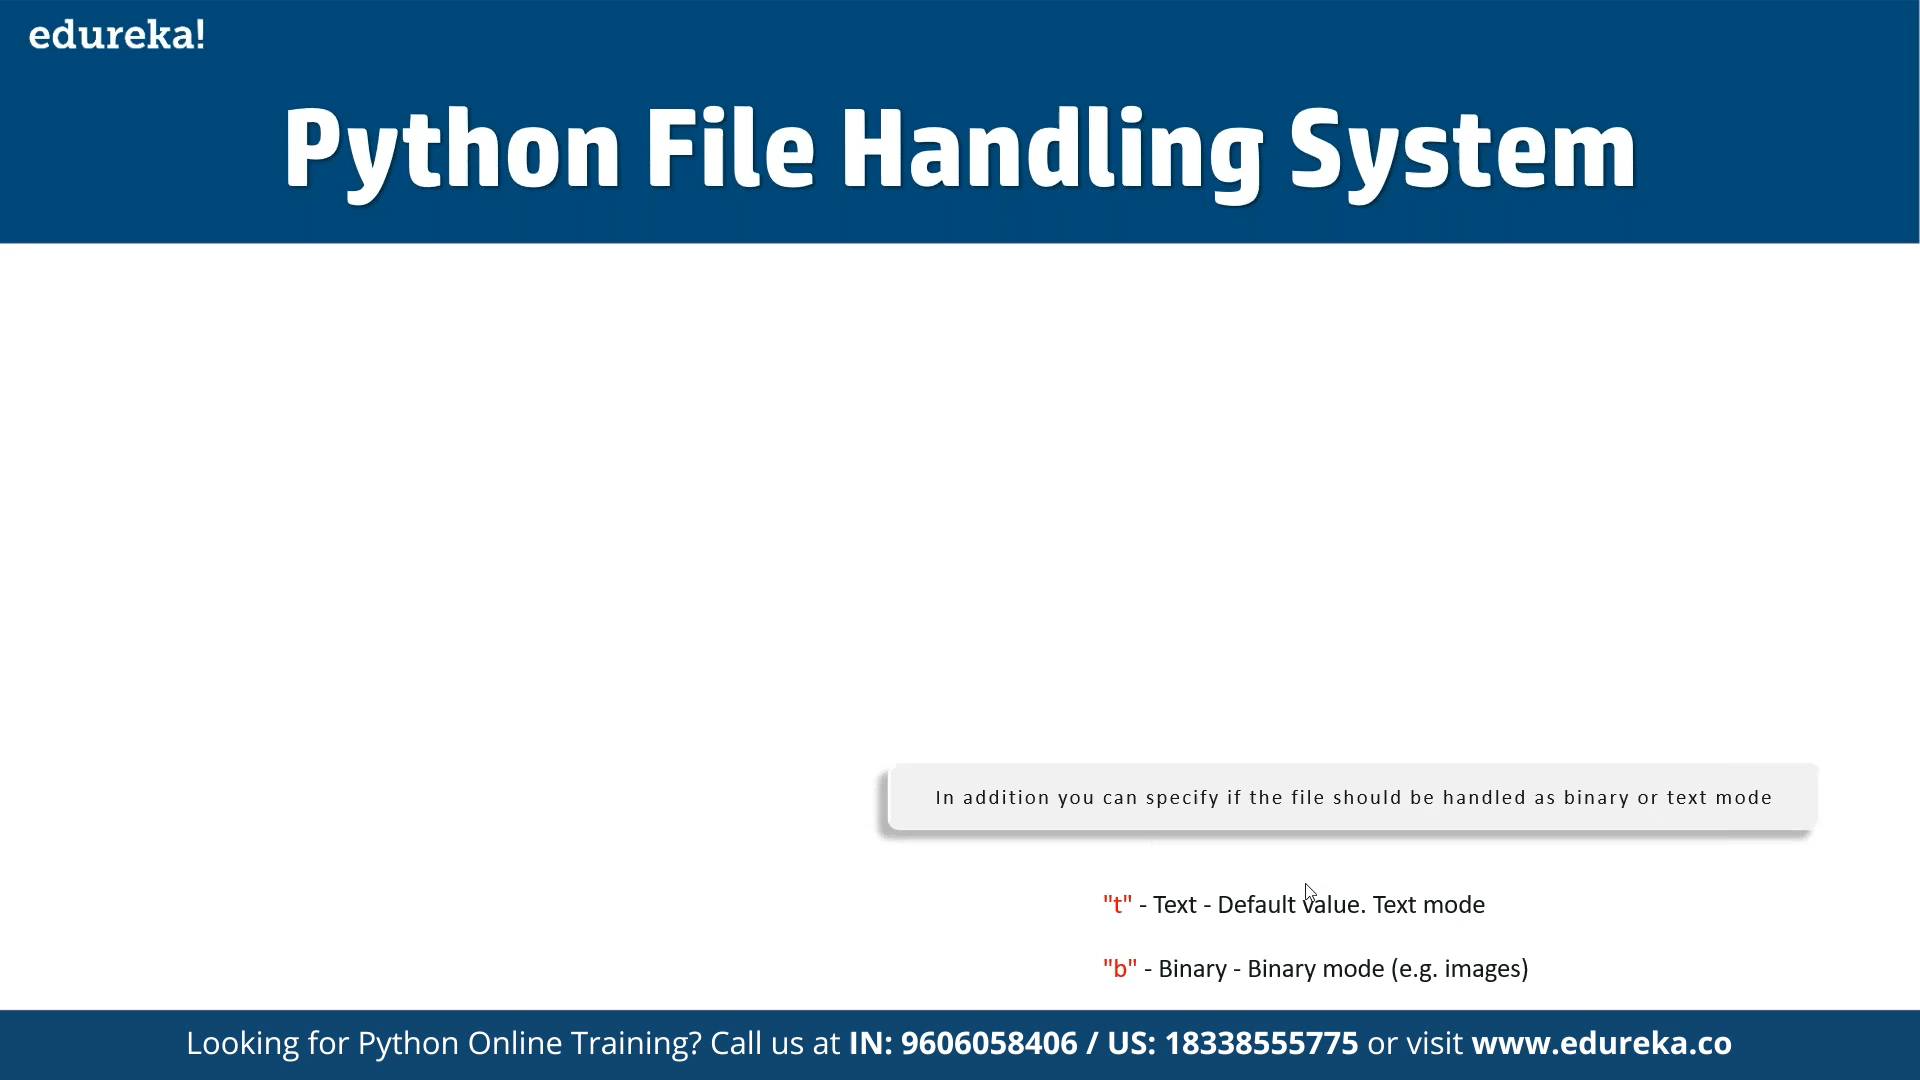 edureka!
Python File Handling System
In addition you can specify if the file should be handled as binary or text mode
"t" - Text - Default value. Text mode
"b" - Binary - Binary mode (e.g. images)
Looking for Python Online Training? Call us at IN: 9606058406 / US: 18338555775 or visit www.edureka.co